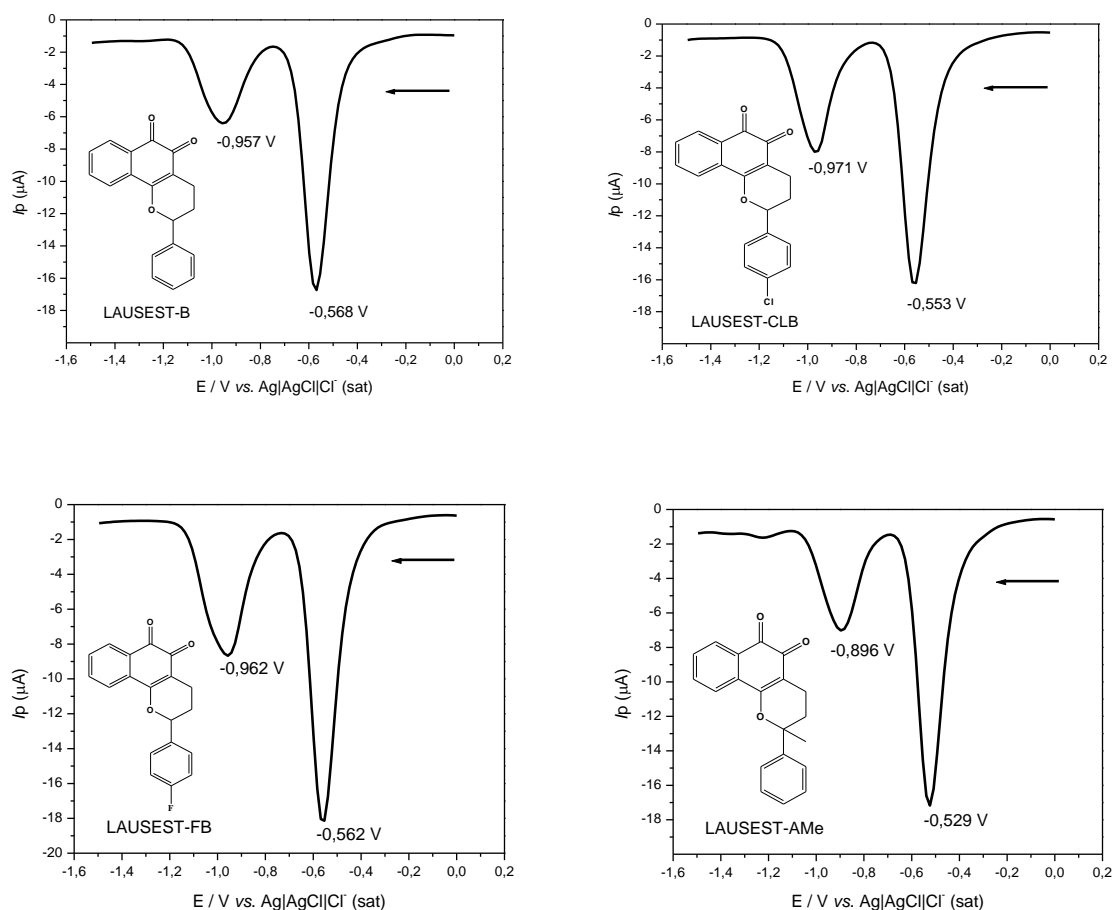 0
-2
-4
-6
-8
-10
-12
-14
-16
-18
Ip (µA)
O
O
O
-0,957 V
-0,568 V
LAUSEST-B
-1,6 -1,4 -1,2 -1,0 -0,8 -0,6 -0,4 -0,2 0,0 0,2
E / V vs. Ag|AgCl|Cl⁻ (sat)
0
-2
-4
-6
-8
-10
-12
-14
-16
-18
Ip (µA)
O
O
O
Cl
-0,971 V
-0,553 V
LAUSEST-CLB
-1,6 -1,4 -1,2 -1,0 -0,8 -0,6 -0,4 -0,2 0,0 0,2
E / V vs. Ag|AgCl|Cl⁻ (sat)
0
-2
-4
-6
-8
-10
-12
-14
-16
-18
-20
Ip (µA)
O
O
O
F
-0,962 V
-0,562 V
LAUSEST-FB
-1,6 -1,4 -1,2 -1,0 -0,8 -0,6 -0,4 -0,2 0,0 0,2
E / V vs. Ag|AgCl|Cl⁻ (sat)
0
-2
-4
-6
-8
-10
-12
-14
-16
-18
Ip (µA)
O
O
O
-0,896 V
-0,529 V
LAUSEST-AMe
-1,6 -1,4 -1,2 -1,0 -0,8 -0,6 -0,4 -0,2 0,0 0,2
E / V vs. Ag|AgCl|Cl⁻ (sat)